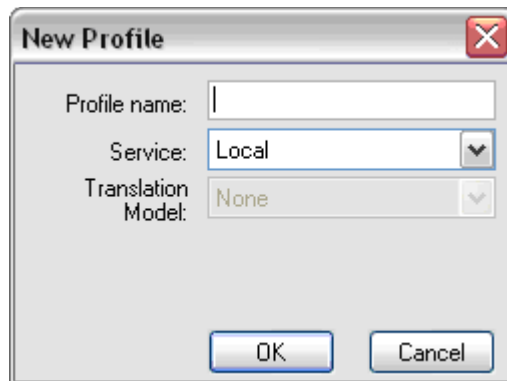 New Profile
Profile name:
Service: Local
Translation
Model: None
OK Cancel